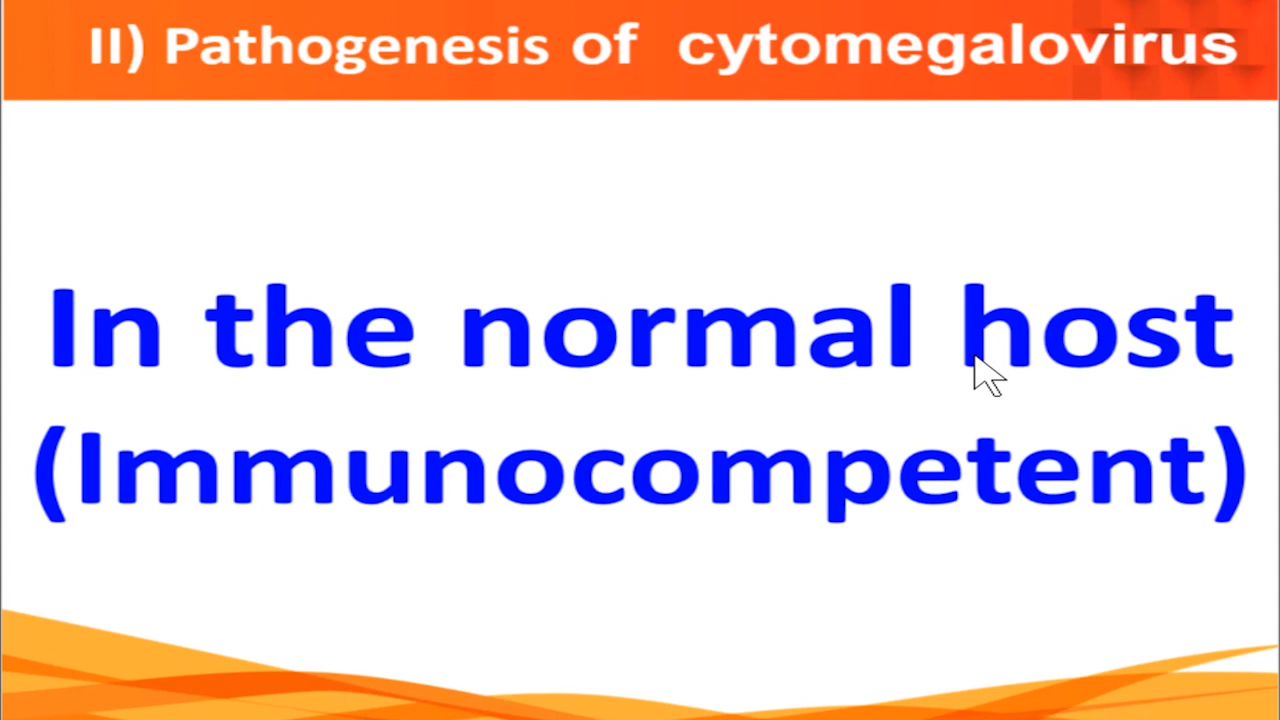 II) Pathogenesis of cytomegalovirus
In the normal host
(Immunocompetent)